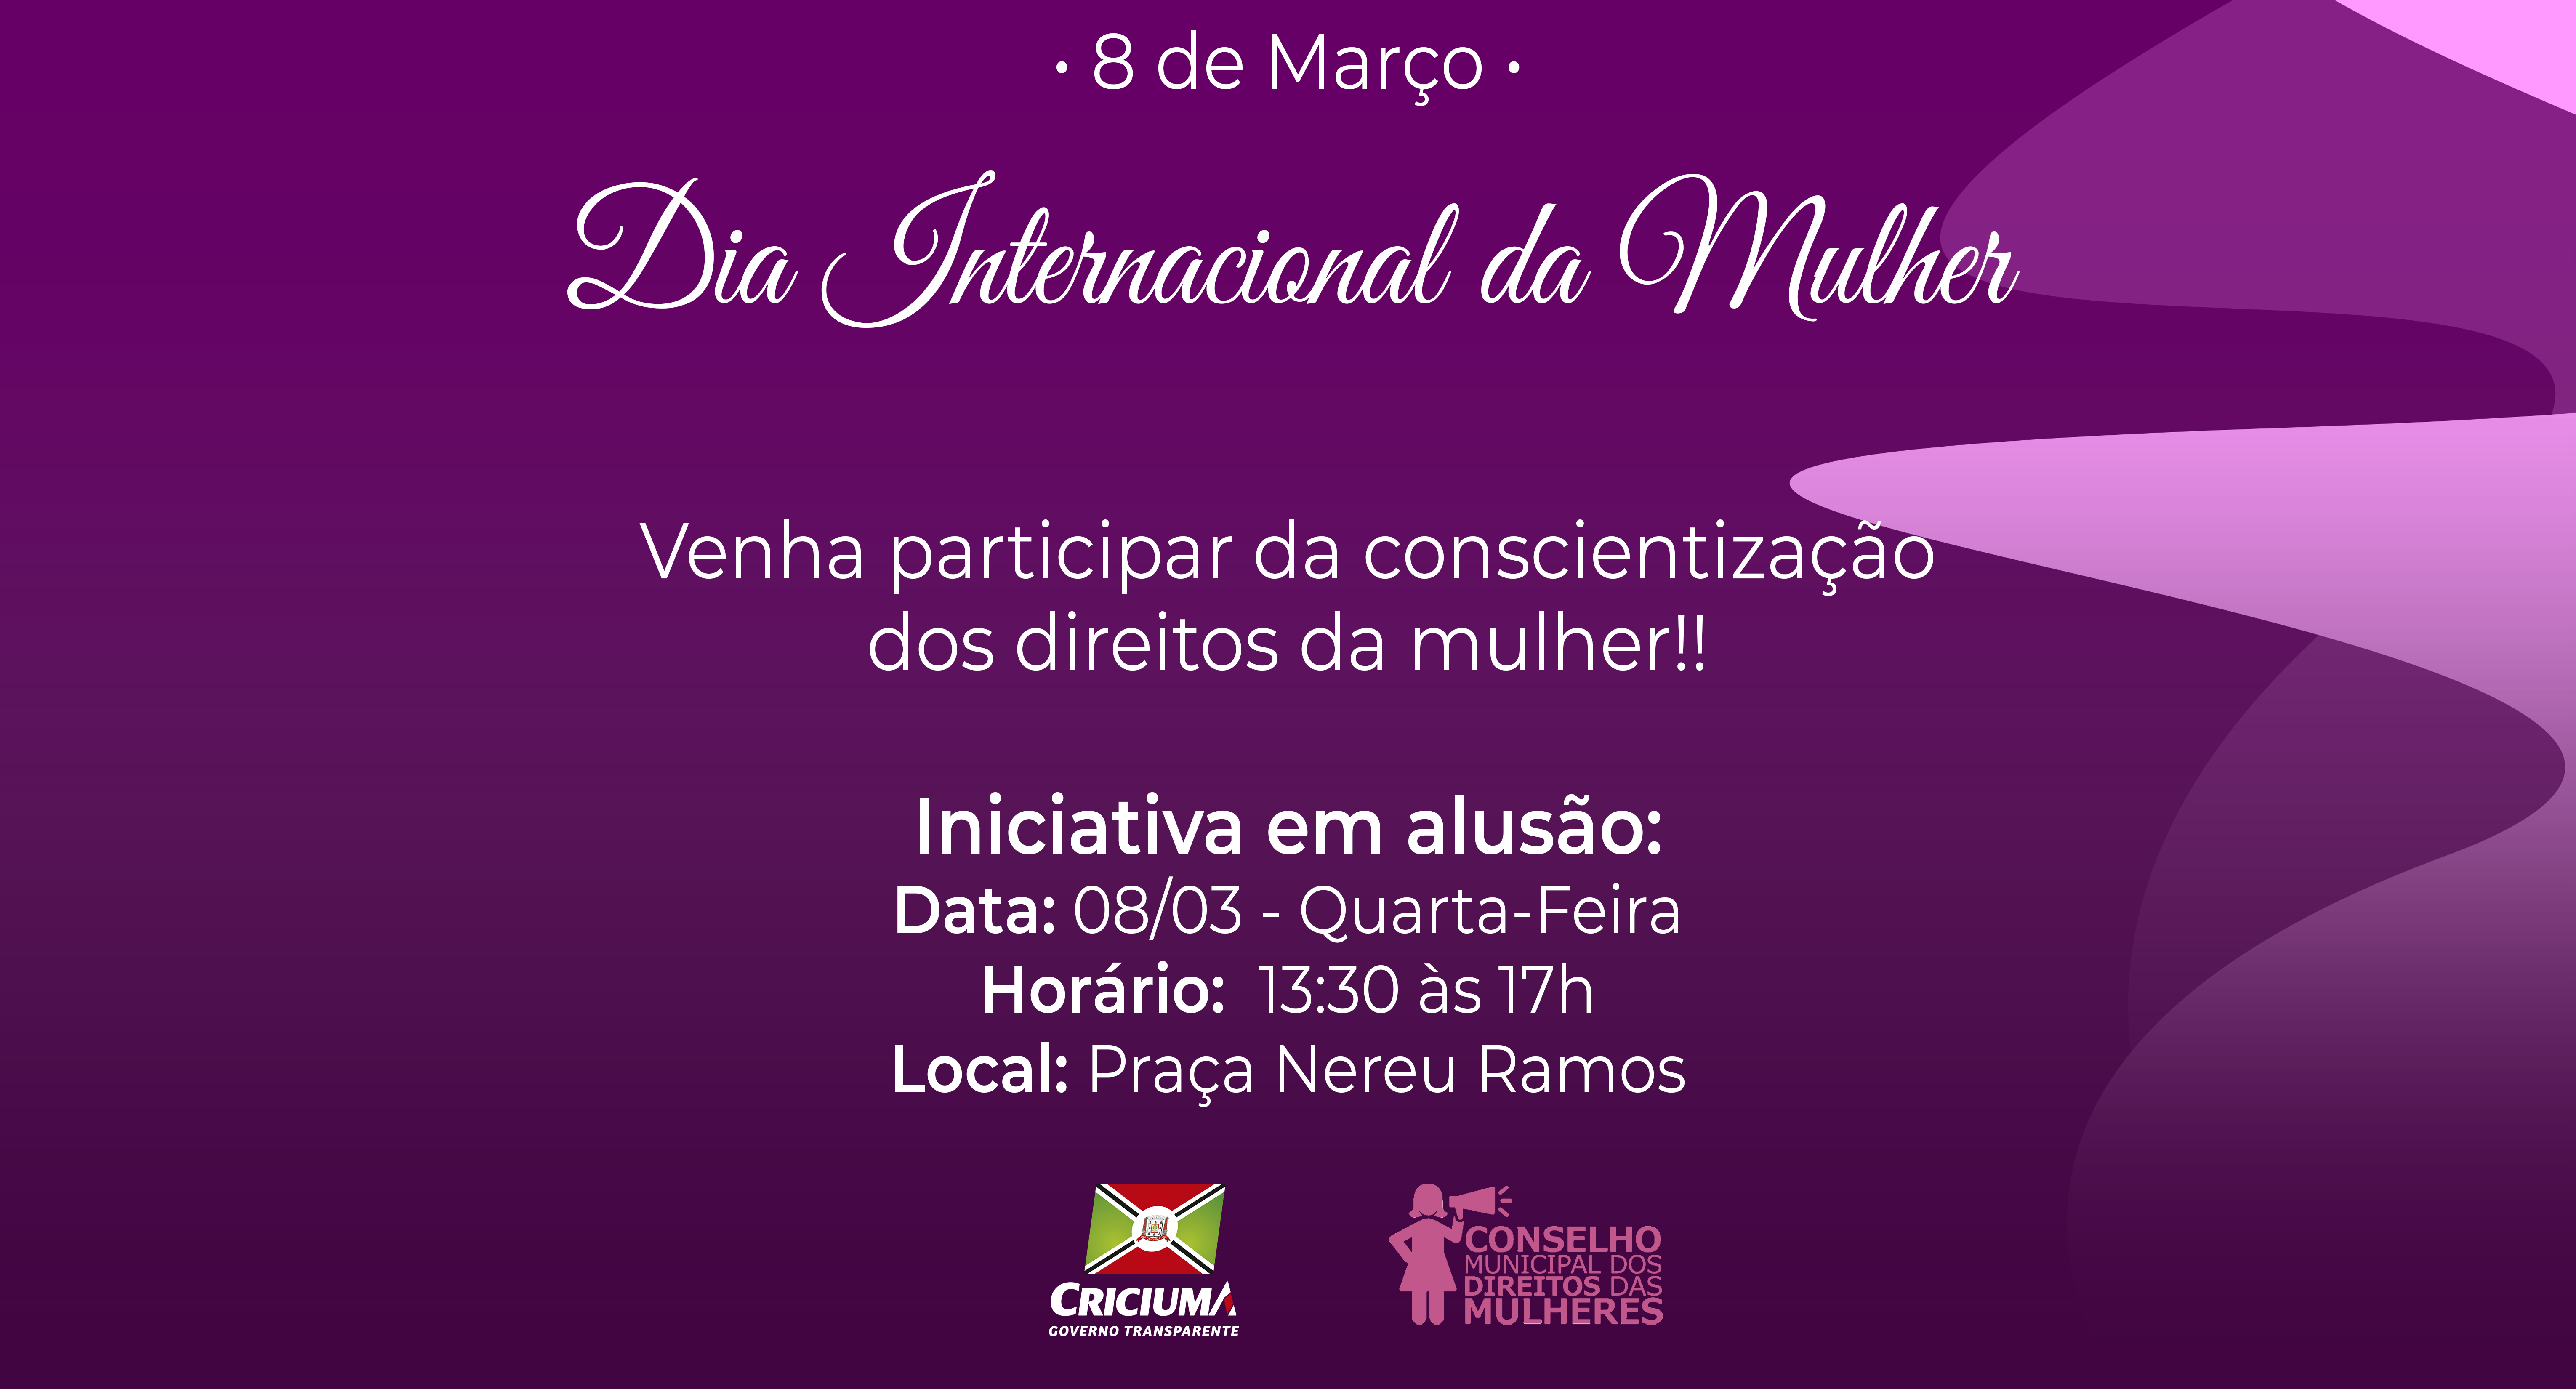 • 8 de Março •
Dia Internacional da Mulher
Venha participar da conscientização
dos direitos da mulher!!
Iniciativa em alusão:
Data: 08/03 - Quarta-Feira
Horário: 13:30 às 17h
Local: Praça Nereu Ramos
CRICIUMA
GOVERNO TRANSPARENTE
CONSELHO
MUNICIPAL DOS
DIREITOS DAS
MULHERES